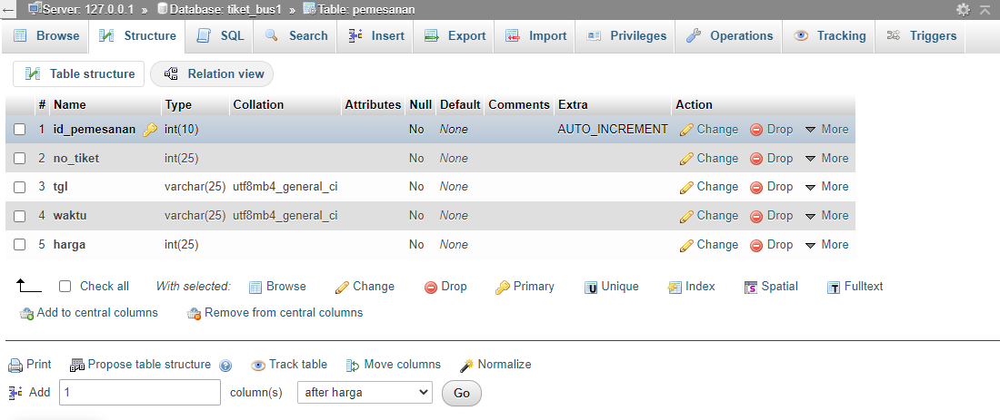 Server: 127.0.0.1 » Database: tiket_bus1 » Table: pemesanan
Browse Structure SQL Search Insert Export Import Privileges Operations Tracking Triggers
Table structure Relation view
# Name Type Collation Attributes Null Default Comments Extra Action
1 id_pemesanan int(10) No None AUTO_INCREMENT Change Drop More
2 no_tiket int(25) No None Change Drop More
3 tgl varchar(25) utf8mb4_general_ci No None Change Drop More
4 waktu varchar(25) utf8mb4_general_ci No None Change Drop More
5 harga int(25) No None Change Drop More
Check all With selected: Browse Change Drop Primary Unique Index Spatial Fulltext
Add to central columns Remove from central columns
Print Propose table structure Track table Move columns Normalize
Add 1 column(s) after harga Go